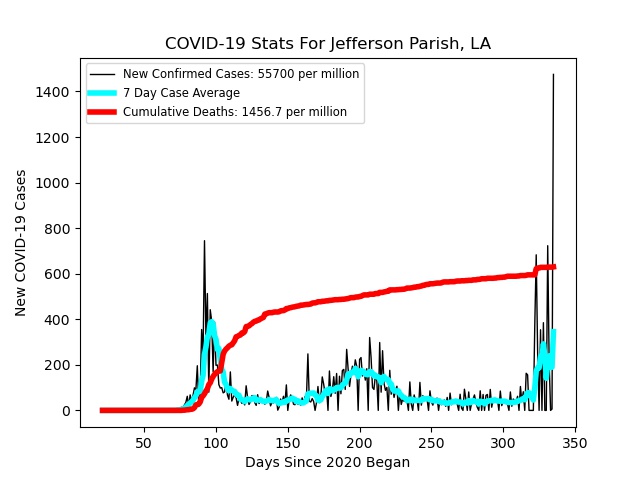 COVID-19 Stats For Jefferson Parish, LA
New Confirmed Cases: 55700 per million
7 Day Case Average
Cumulative Deaths: 1456.7 per million
New COVID-19 Cases
1400
1200
1000
800
600
400
200
0
50
100
150
200
250
300
350
Days Since 2020 Began